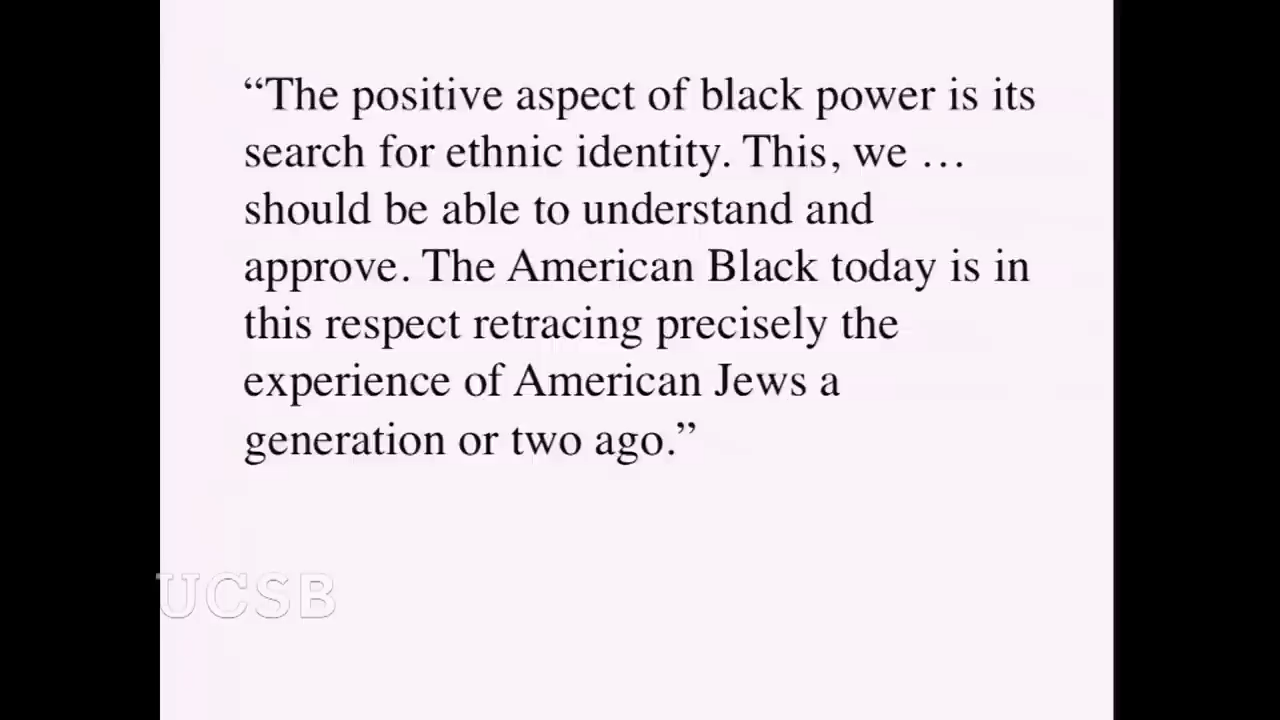 “The positive aspect of black power is its
search for ethnic identity. This, we …
should be able to understand and
approve. The American Black today is in
this respect retracing precisely the
experience of American Jews a
generation or two ago.”
UCSB